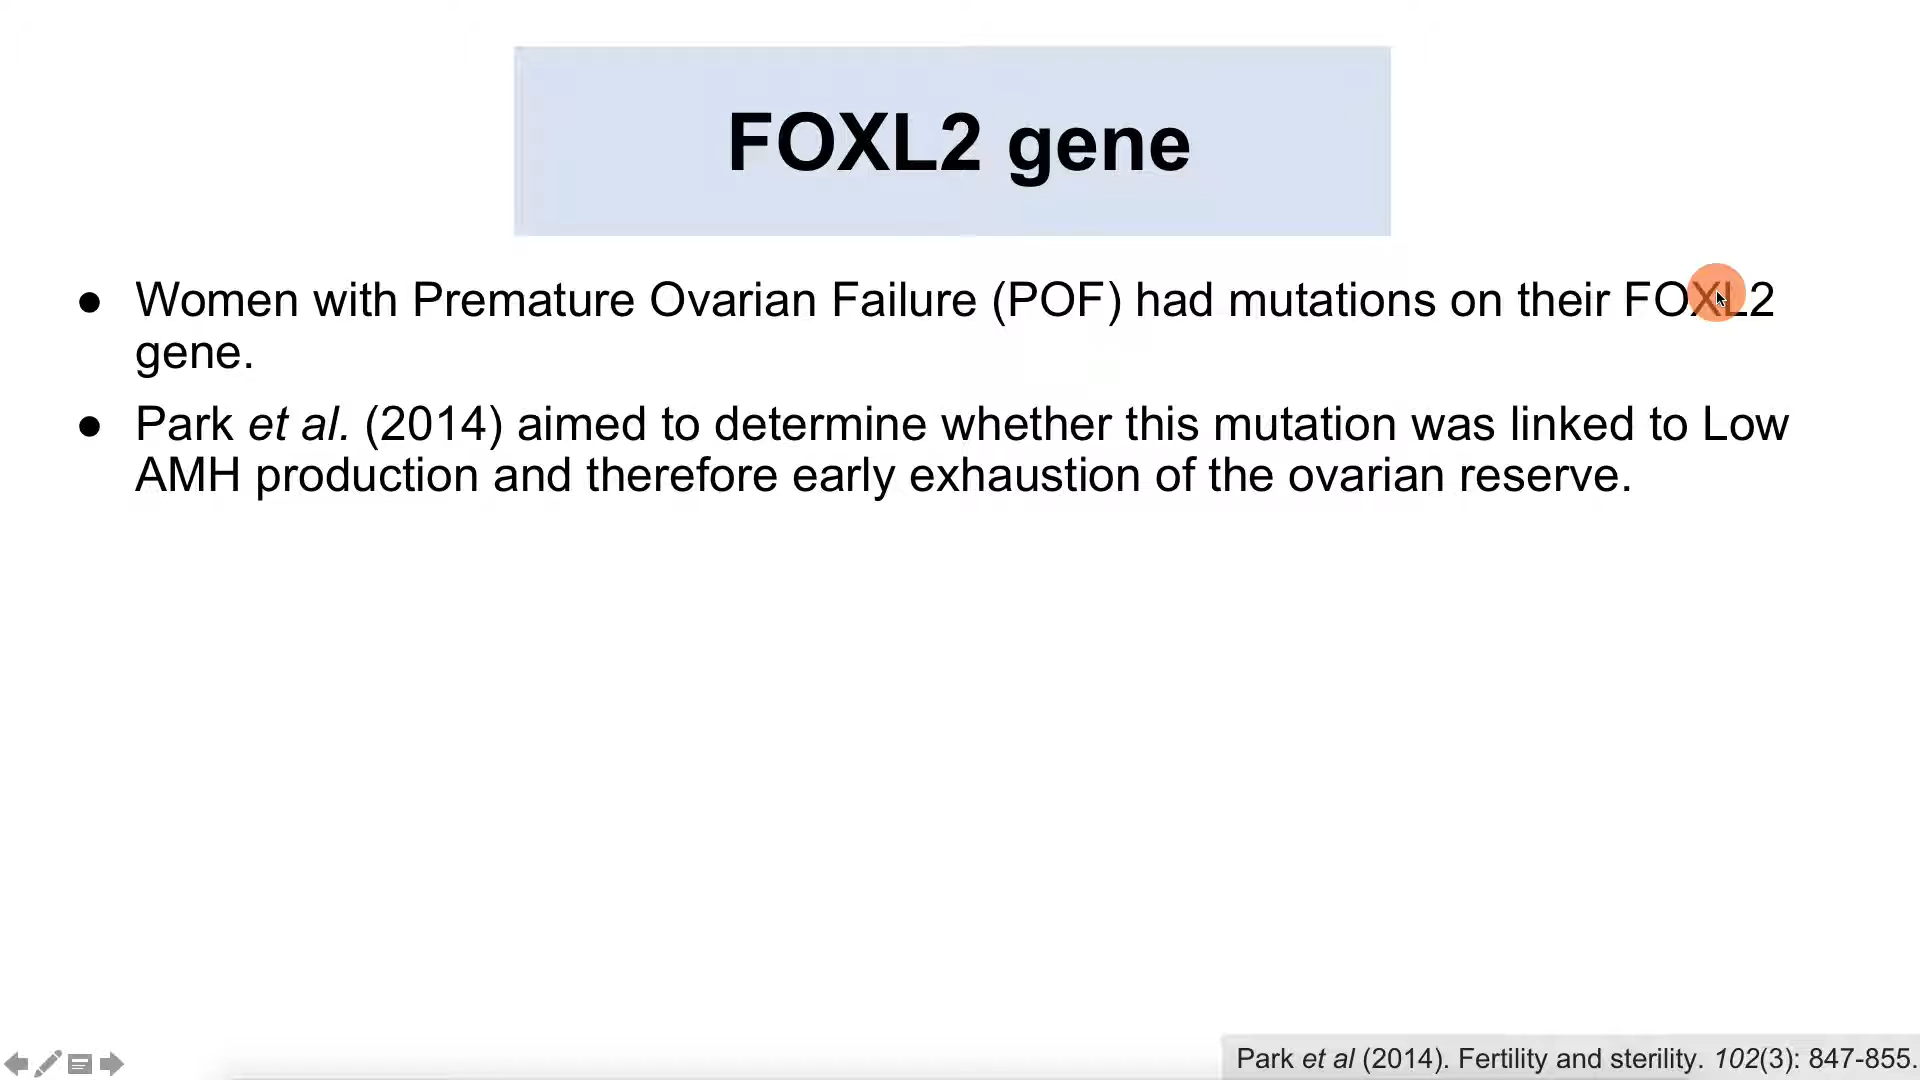 FOXL2 gene
● Women with Premature Ovarian Failure (POF) had mutations on their FOXL2
gene.
● Park et al. (2014) aimed to determine whether this mutation was linked to Low
AMH production and therefore early exhaustion of the ovarian reserve.
Park et al (2014). Fertility and sterility. 102(3): 847-855.